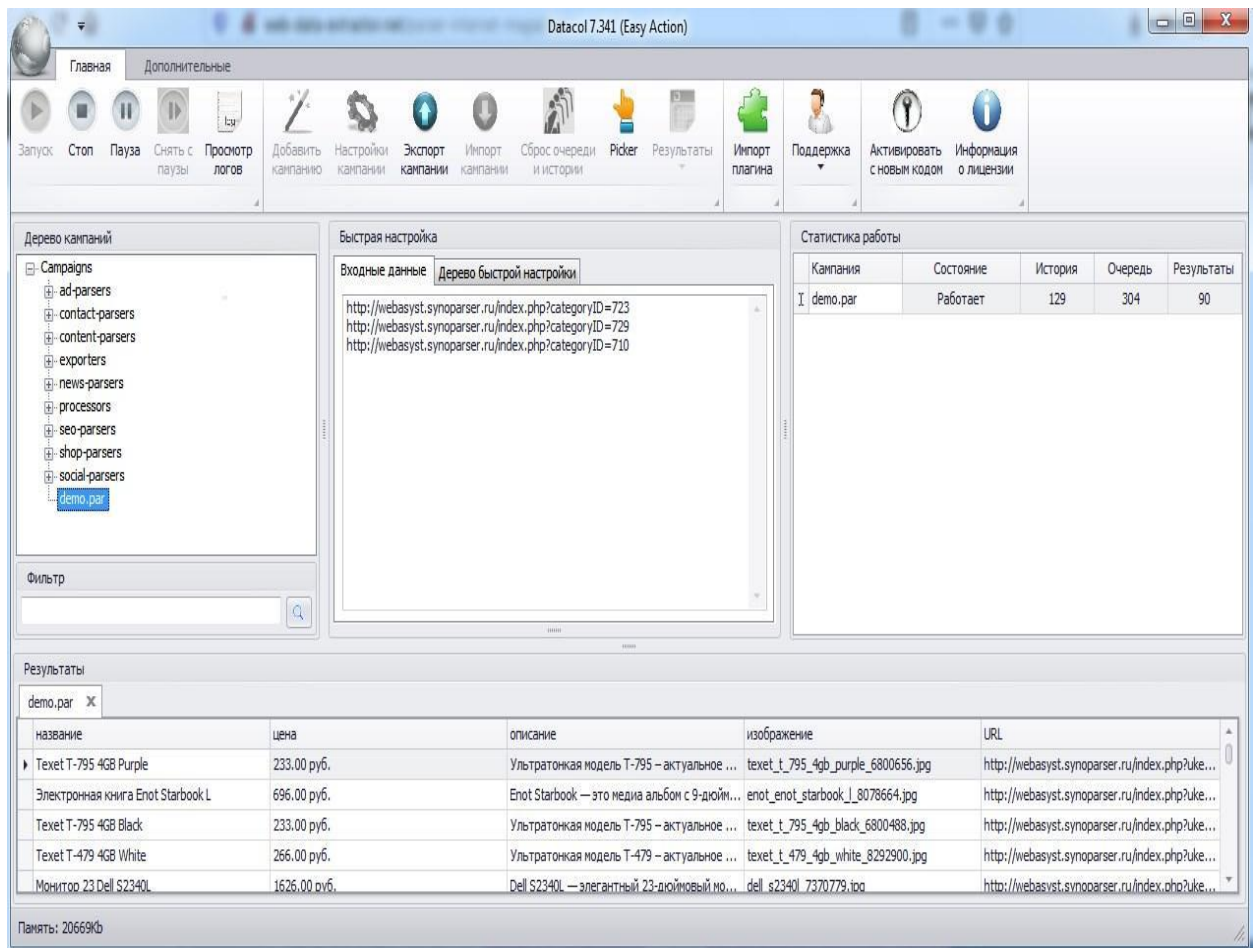 Datacol 7.341 (Easy Action)
Главная Дополнительные
Запуск Стоп Пауза Снять с паузы Просмотр логов Добавить кампанию Настройки кампании Экспорт кампании Импорт кампании Сброс очереди и истории Picker Результаты Импорт плагина Поддержка Активировать с новым кодом Информация о лицензии
Дерево кампаний
Campaigns
ad-parsers
contact-parsers
content-parsers
exporters
news-parsers
processors
seo-parsers
shop-parsers
social-parsers
demo.par
Фильтр
Быстрая настройка
Входные данные Дерево быстрой настройки
http://webasyst.synoparser.ru/index.php?categoryID=723
http://webasyst.synoparser.ru/index.php?categoryID=729
http://webasyst.synoparser.ru/index.php?categoryID=710
Статистика работы
Кампания Состояние История Очередь Результаты
demo.par Работает 129 304 90
Результаты
demo.par
название цена описание изображение URL
Texet T-795 4GB Purple 233.00 руб. Ультратонкая модель T-795 – актуальное ... texet_t_795_4gb_purple_6800656.jpg http://webasyst.synoparser.ru/index.php?uke...
Электронная книга Enot Starbook L 696.00 руб. Enot Starbook — это медиа альбом с 9-дюйм... enot_enot_starbook_l_8078664.jpg http://webasyst.synoparser.ru/index.php?uke...
Texet T-795 4GB Black 233.00 руб. Ультратонкая модель T-795 – актуальное ... texet_t_795_4gb_black_6800488.jpg http://webasyst.synoparser.ru/index.php?uke...
Texet T-479 4GB White 266.00 руб. Ультратонкая модель T-479 – актуальное ... texet_t_479_4gb_white_8292900.jpg http://webasyst.synoparser.ru/index.php?uke...
Монитор 23 Dell S2340L 1626.00 руб. Dell S2340L — элегантный 23-дюймовый мо... dell_s2340l_7370779.jpg http://webasyst.synoparser.ru/index.php?uke...
Память: 20669Kb